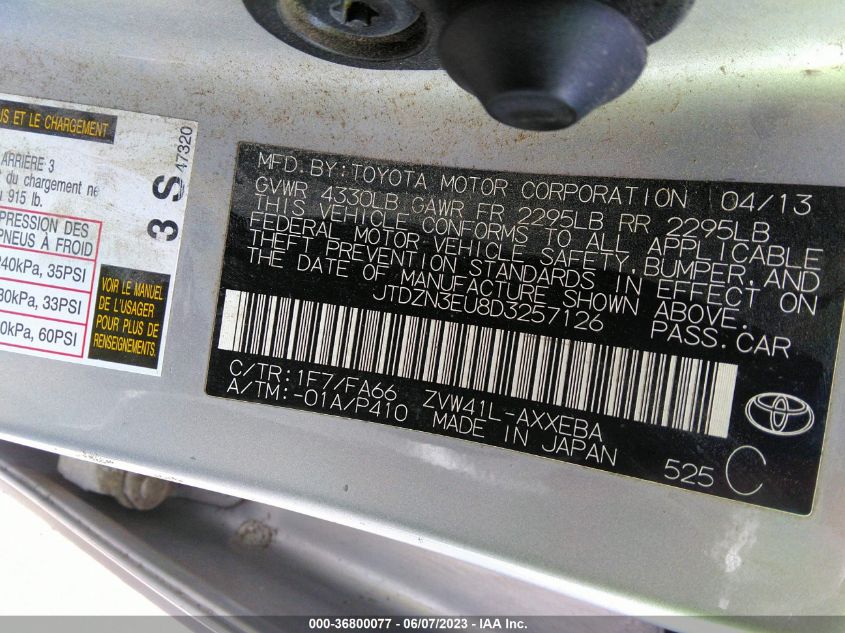 US ET LE CHARGEMENT
ARRIÈRE 3
t du chargement ne
u 915 lb.
PRESSION DES
PNEUS À FROID
240kPa, 35PSI
30kPa, 33PSI
0kPa, 60PSI
VOIR LE MANUEL
DE L'USAGER
POUR PLUS DE
RENSEIGNEMENTS.
3 S 47320
MFD.BY:TOYOTA MOTOR CORPORATION 04/13
GVWR 4330LB GAWR FR 2295LB RR 2295LB
THIS VEHICLE CONFORMS TO ALL APPLICABLE
FEDERAL MOTOR VEHICLE SAFETY,BUMPER,AND
THEFT PREVENTION STANDARDS IN EFFECT ON
THE DATE OF MANUFACTURE SHOWN ABOVE.
JTDZN3EU8D3257126 PASS.CAR
C/TR:1F7/FA66 ZVW41L-AXXEBA
A/TM:-01A/P410 MADE IN JAPAN
525 C
000-36800077 - 06/07/2023 - IAA Inc.